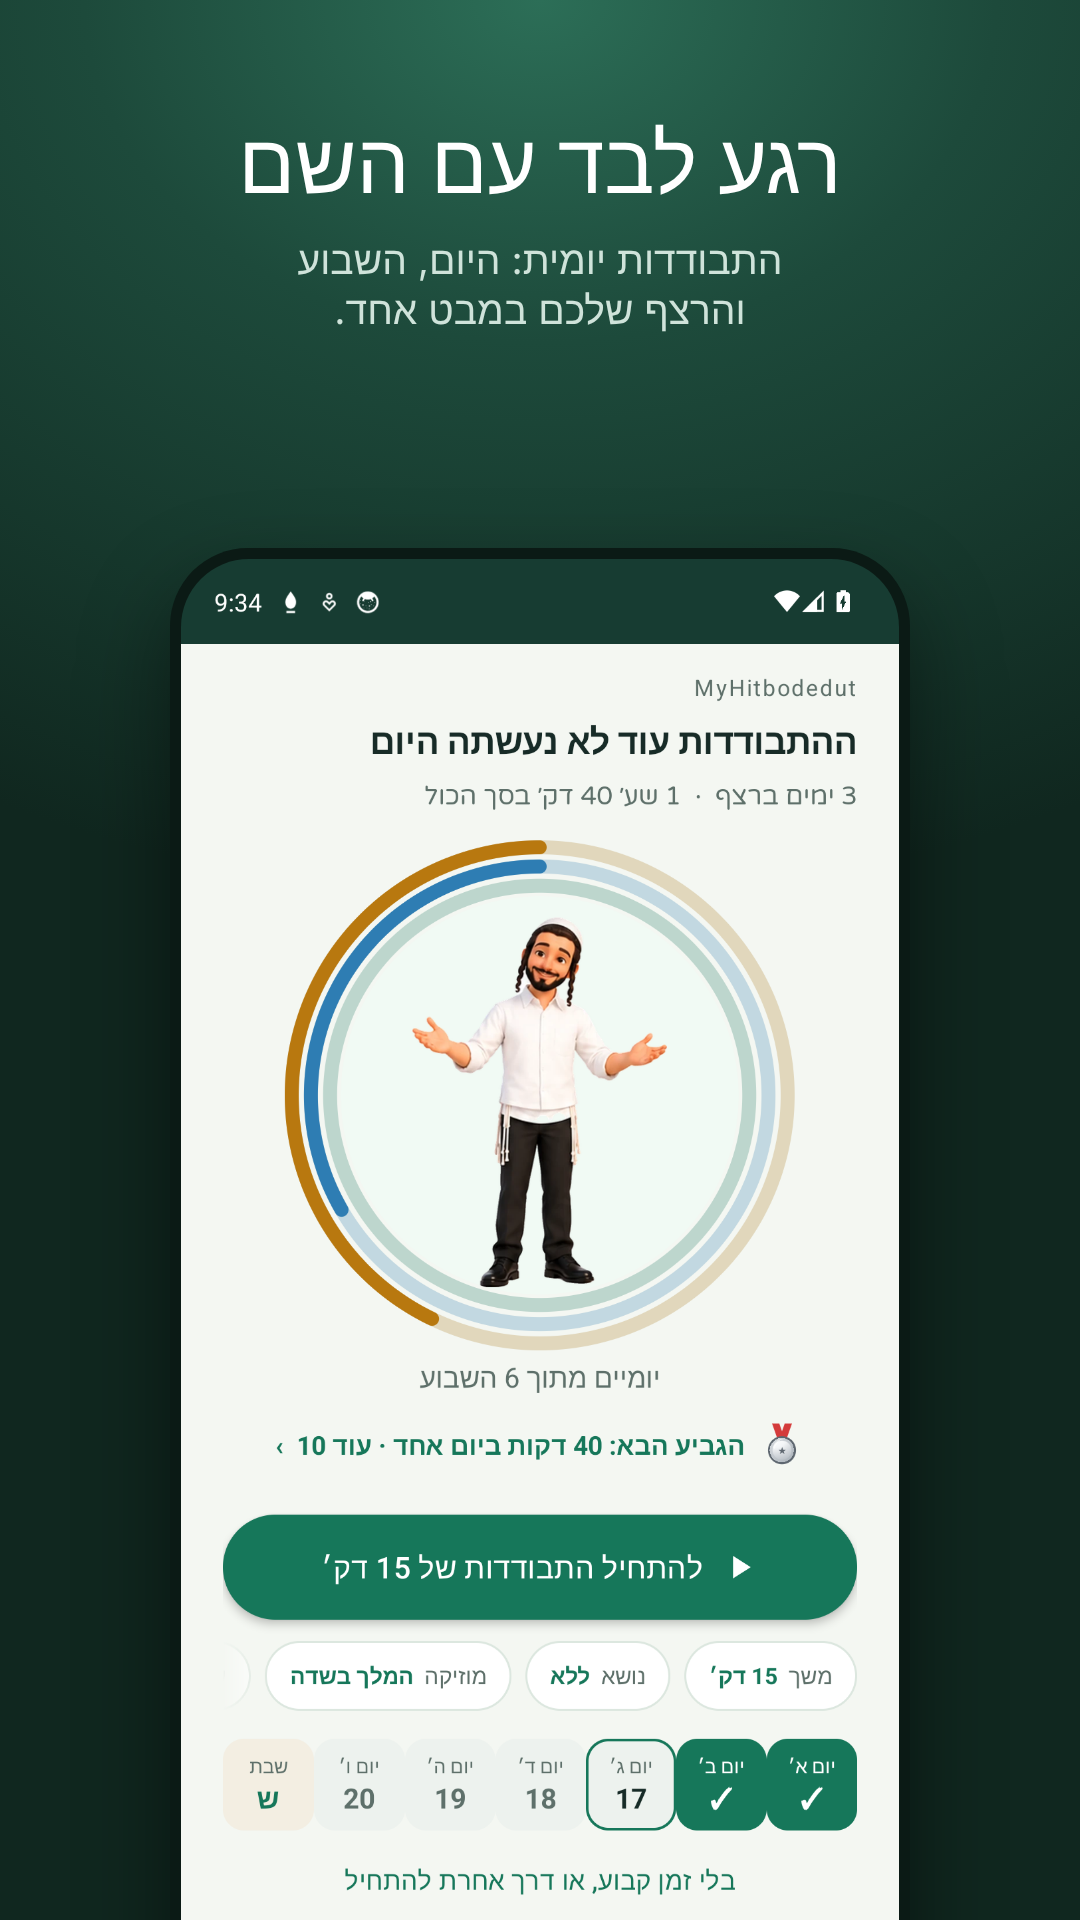 רגע לבד עם השם
התבודדות יומית: היום, השבוע
והרצף שלכם במבט אחד.
9:34
MyHitbodedut
ההתבודדות עוד לא נעשתה היום
3 ימים ברצף · 1 שע׳ 40 דק׳ בסך הכול
יומיים מתוך 6 השבוע
הגביע הבא: 40 דקות ביום אחד · עוד 10 ›
להתחיל התבודדות של 15 דק׳
משך 15 דק׳ נושא ללא מוזיקה המלך בשדה
יום א׳ יום ב׳ יום ג׳ יום ד׳ יום ה׳ יום ו׳ שבת
✓ ✓ 17 18 19 20 ש
בלי זמן קבוע, או דרך אחרת להתחיל